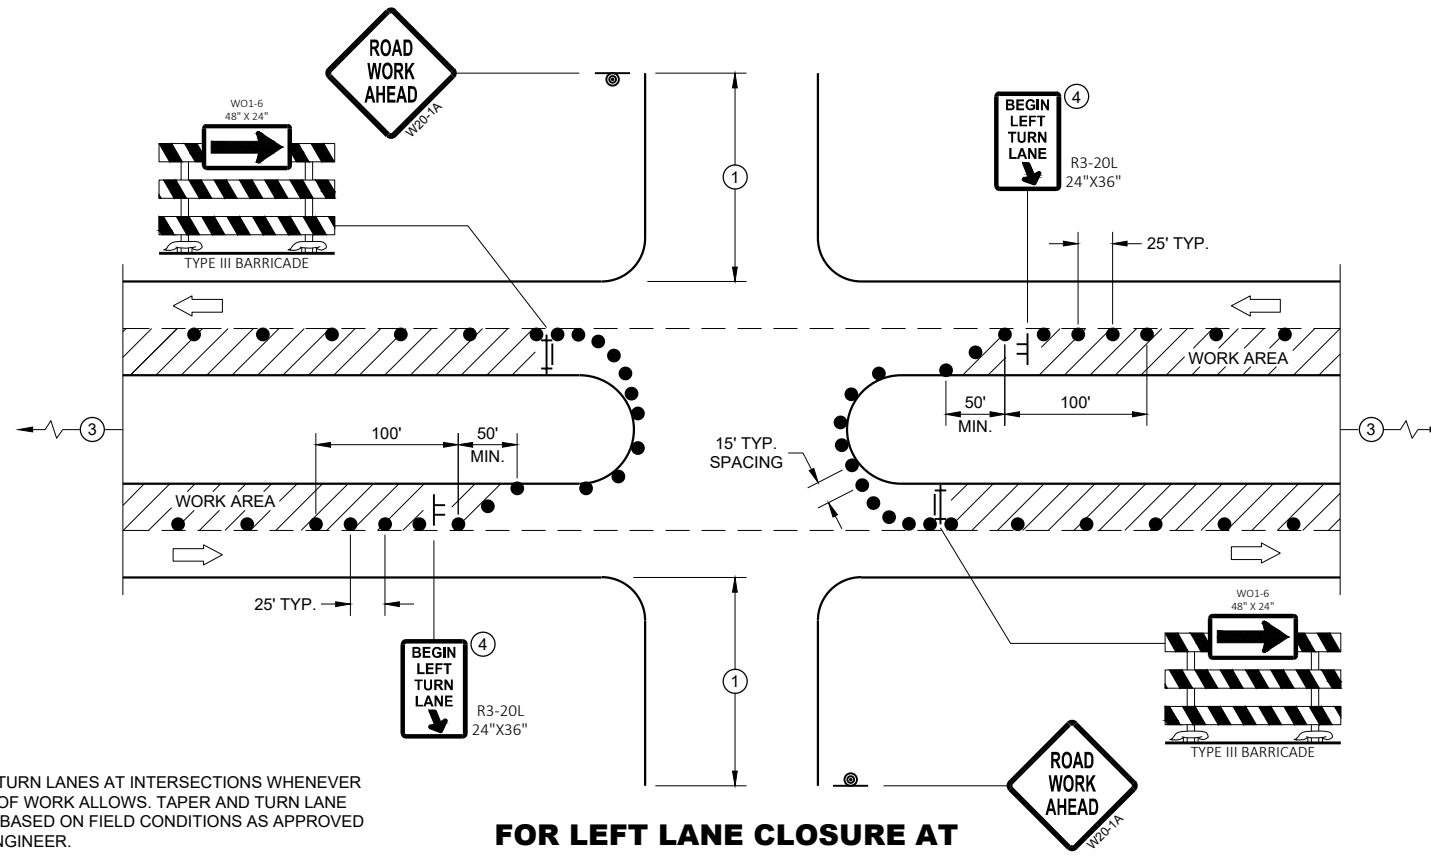 ROAD
WORK
AHEAD
W20-1A
WO1-6
48" X 24"
TYPE III BARRICADE
1
BEGIN
LEFT
TURN
LANE
4
R3-20L
24"X36"
25' TYP.
WORK AREA
3
50'
MIN.
100'
3
100'
50'
MIN.
15' TYP.
SPACING
WORK AREA
25' TYP.
BEGIN
LEFT
TURN
LANE
4
R3-20L
24"X36"
1
WO1-6
48" X 24"
TYPE III BARRICADE
ROAD
WORK
AHEAD
W20-1A
TURN LANES AT INTERSECTIONS WHENEVER
OF WORK ALLOWS. TAPER AND TURN LANE
BASED ON FIELD CONDITIONS AS APPROVED
NGINEER.
FOR LEFT LANE CLOSURE AT